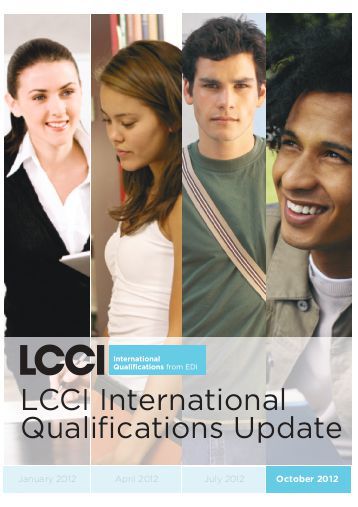 LCCI
International
Qualifications from EDI
LCCI International
Qualifications Update
January 2012 April 2012 July 2012 October 2012